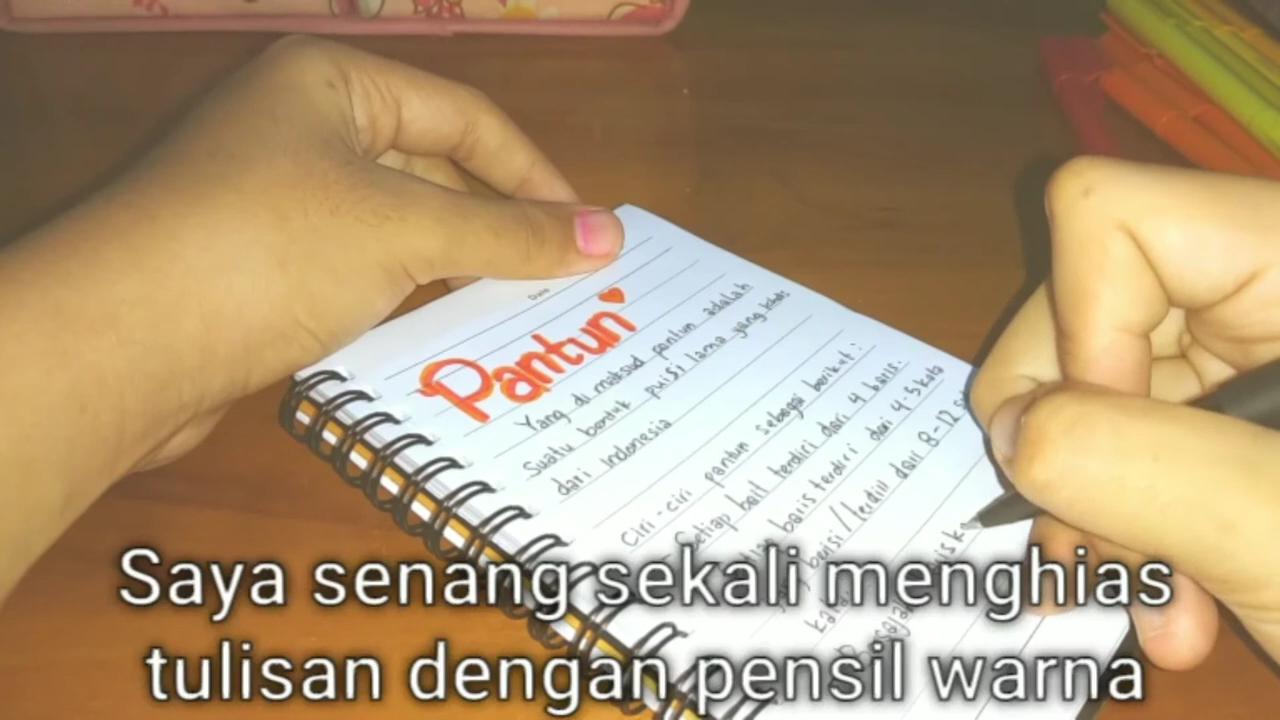 Date
Pantun
Yang di maksud pantun adalah
Suatu bentuk puisi lama yang khas
dari Indonesia
Ciri-ciri pantun sebagai berikut:
Setiap bait terdiri dari 4 baris.
baris terdiri dari 4-5 kata
berisi/terdiri dari 8-12
kata
Saya senang sekali menghias
tulisan dengan pensil warna